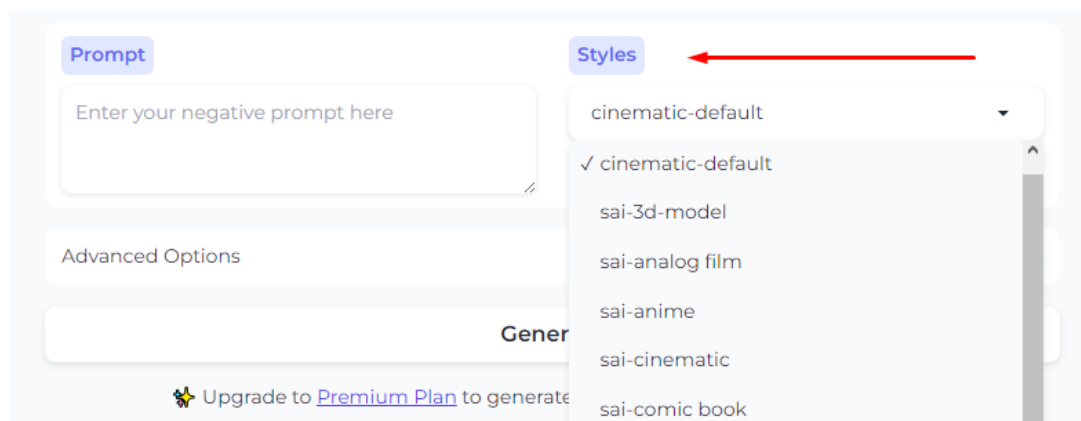 Prompt
Styles
Enter your negative prompt here
cinematic-default
✓ cinematic-default
sai-3d-model
sai-analog film
sai-anime
sai-cinematic
sai-comic book
Advanced Options
Upgrade to Premium Plan to generate